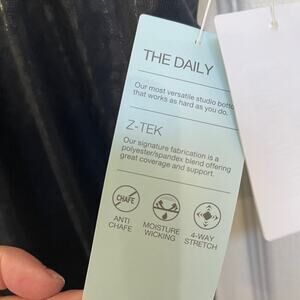 THE DAILY
Our most versatile studio
that works as hard as you do.
Z-TEK
Our signature fabrication is a
polyester/spandex blend offering
great coverage and support.
CHAFE
ANTI
CHAFE
MOISTURE
WICKING
4-WAY
STRETCH